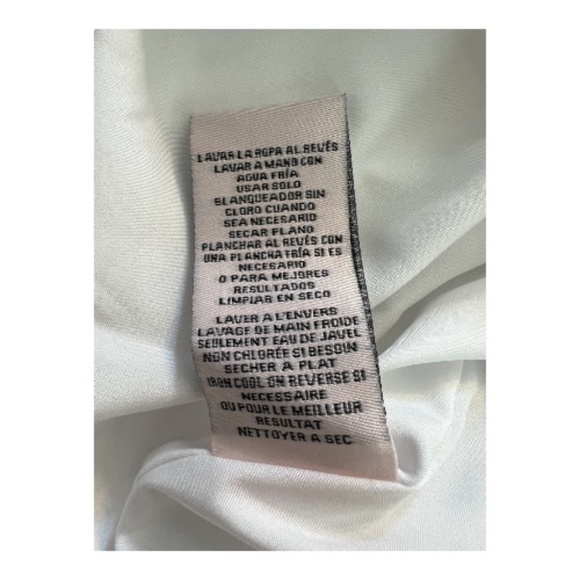 LAVAR LA ROPA AL REVÉS
LAVAR A MANO CON
AGUA FRÍA
USAR SOLO
BLANQUEADOR SIN
CLORO CUANDO
SEA NECESARIO
SECAR PLANO
PLANCHAR AL REVÉS CON
UNA PLANCHA FRÍA SI ES
NECESARIO
O PARA MEJORES
RESULTADOS
LIMPIAR EN SECO
LAVER A L'ENVERS
LAVAGE DE MAIN FROIDE
SEULEMENT EAU DE JAVEL
NON CHLORÉE SI BESOIN
SECHER A PLAT
IRON COOL ON REVERSE SI
NECESSAIRE
OU POUR LE MEILLEUR
RESULTAT
NETTOYER A SEC